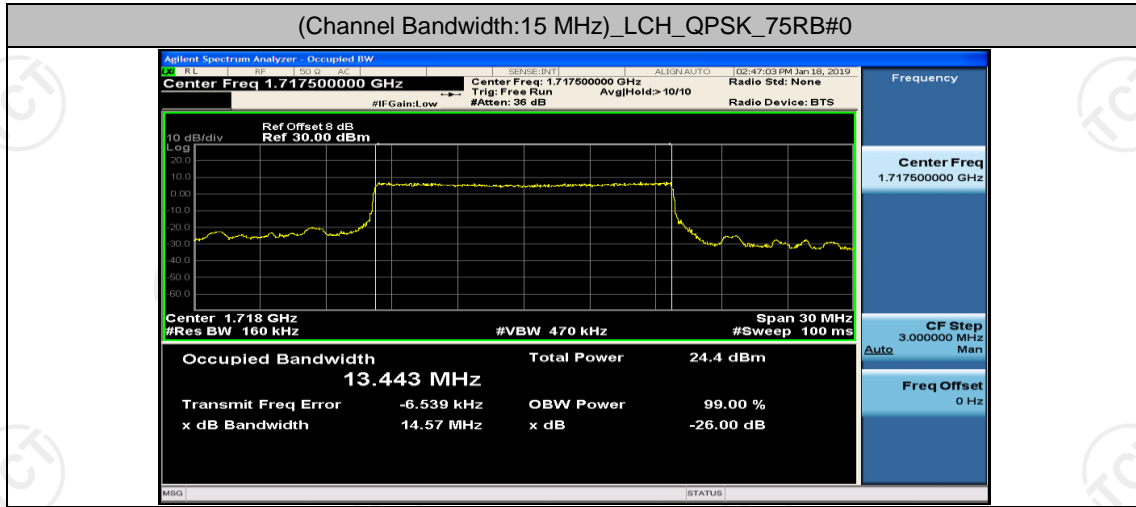 (Channel Bandwidth:15 MHz)_LCH_QPSK_75RB#0
Agilent Spectrum Analyzer - Occupied BW
LXI RL RF 50 Ω AC SENSE:INT ALIGN AUTO 02:47:03 PM Jan 18, 2019
Center Freq 1.717500000 GHz
Center Freq: 1.717500000 GHz
Radio Std: None
Trig: Free Run Avg|Hold:>10/10
#IFGain:Low
#Atten: 36 dB
Radio Device: BTS
Frequency
Ref Offset 8 dB
10 dB/div Ref 30.00 dBm
Log
20.0
10.0
0.00
-10.0
-20.0
-30.0
-40.0
-50.0
-60.0
Center 1.718 GHz Span 30 MHz
#Res BW 160 kHz #VBW 470 kHz #Sweep 100 ms
Occupied Bandwidth Total Power 24.4 dBm
13.443 MHz
Transmit Freq Error -6.539 kHz OBW Power 99.00 %
x dB Bandwidth 14.57 MHz x dB -26.00 dB
Center Freq
1.717500000 GHz
CF Step
3.000000 MHz
Auto Man
Freq Offset
0 Hz
MSG STATUS
TCT
TCT